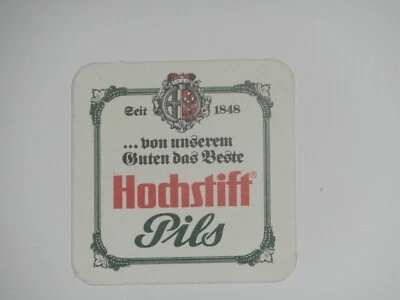 Seit 1848
...von unserem
Guten das Beste
Hochstift®
Pils